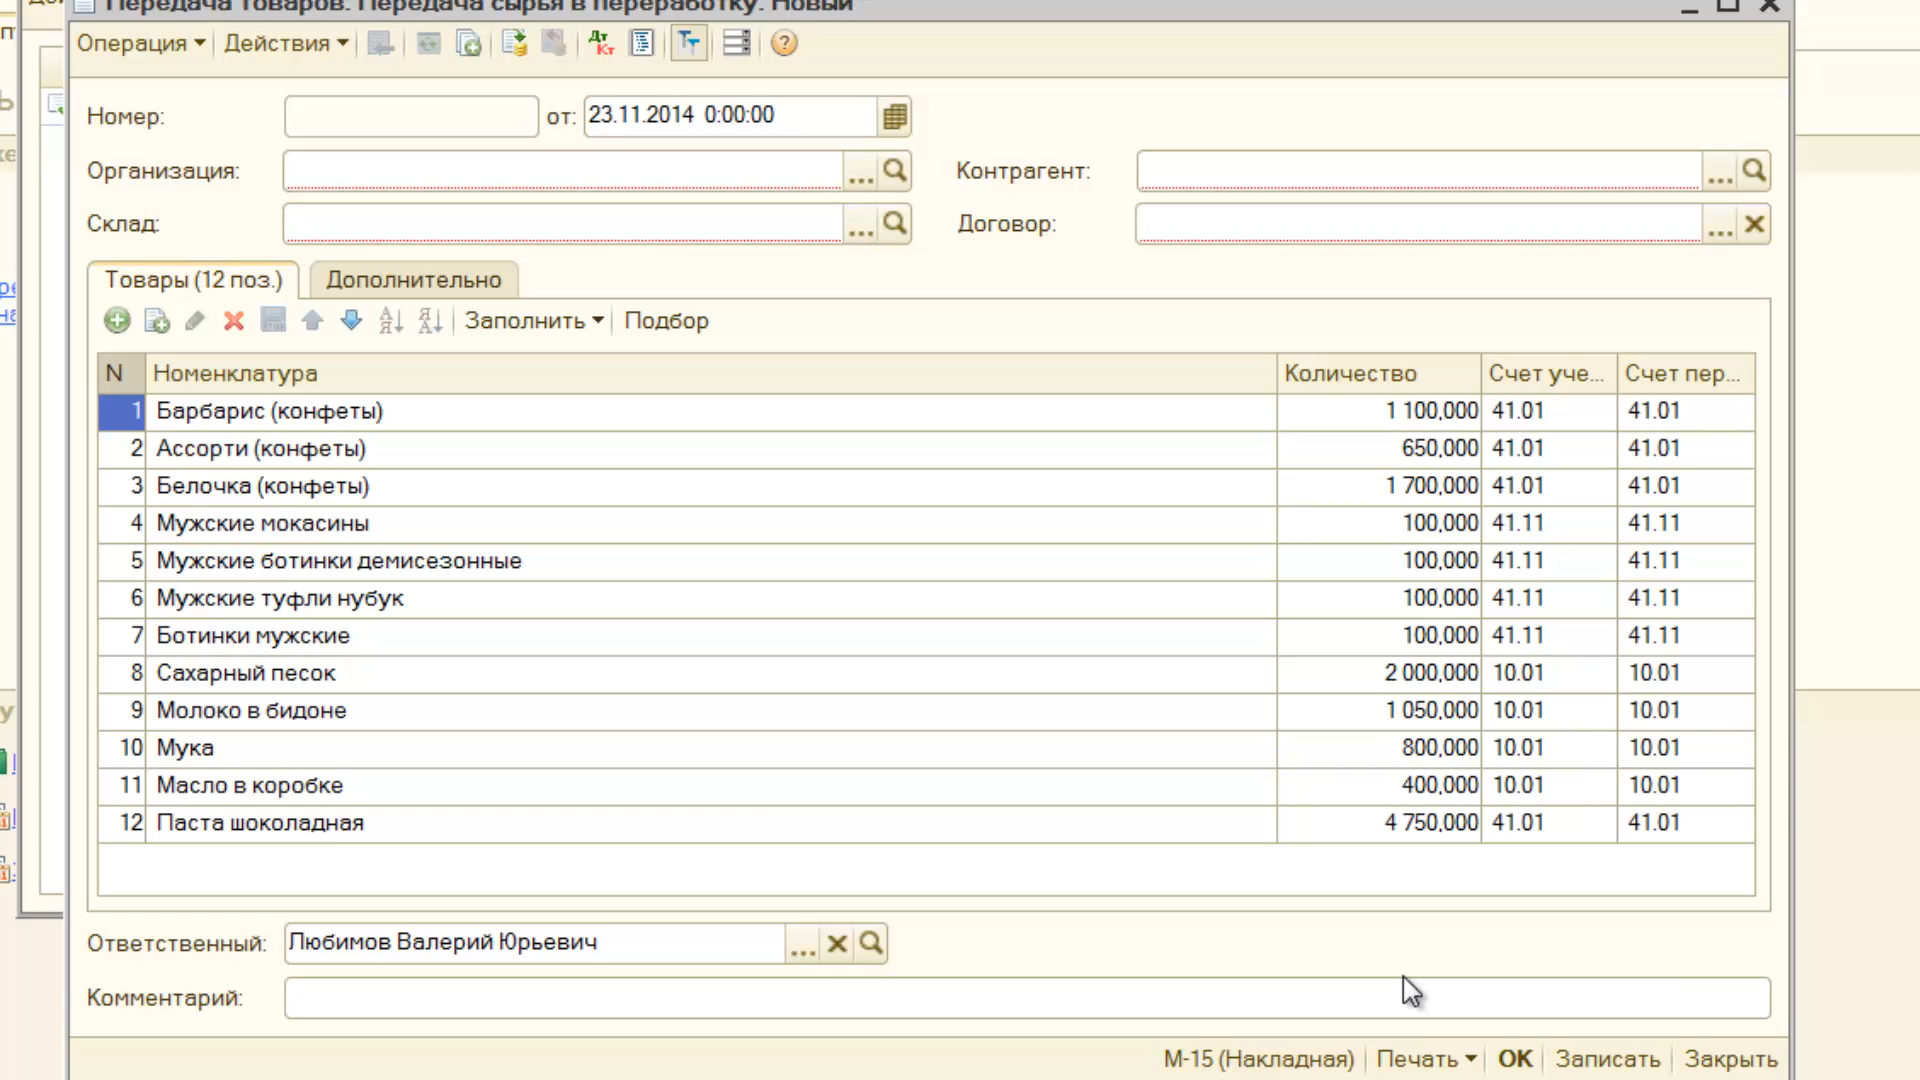 Передача товаров: Передача сырья в переработку. Новый *
Операция Действия
Номер: от: 23.11.2014 0:00:00
Организация: ... Контрагент: ...
Склад: ... Договор: ...
Товары (12 поз.) Дополнительно
Заполнить Подбор
N Номенклатура Количество Счет уче... Счет пер...
1 Барбарис (конфеты) 1 100,000 41.01 41.01
2 Ассорти (конфеты) 650,000 41.01 41.01
3 Белочка (конфеты) 1 700,000 41.01 41.01
4 Мужские мокасины 100,000 41.11 41.11
5 Мужские ботинки демисезонные 100,000 41.11 41.11
6 Мужские туфли нубук 100,000 41.11 41.11
7 Ботинки мужские 100,000 41.11 41.11
8 Сахарный песок 2 000,000 10.01 10.01
9 Молоко в бидоне 1 050,000 10.01 10.01
10 Мука 800,000 10.01 10.01
11 Масло в коробке 400,000 10.01 10.01
12 Паста шоколадная 4 750,000 41.01 41.01
Ответственный: Любимов Валерий Юрьевич ...
Комментарий:
М-15 (Накладная) Печать OK Записать Закрыть